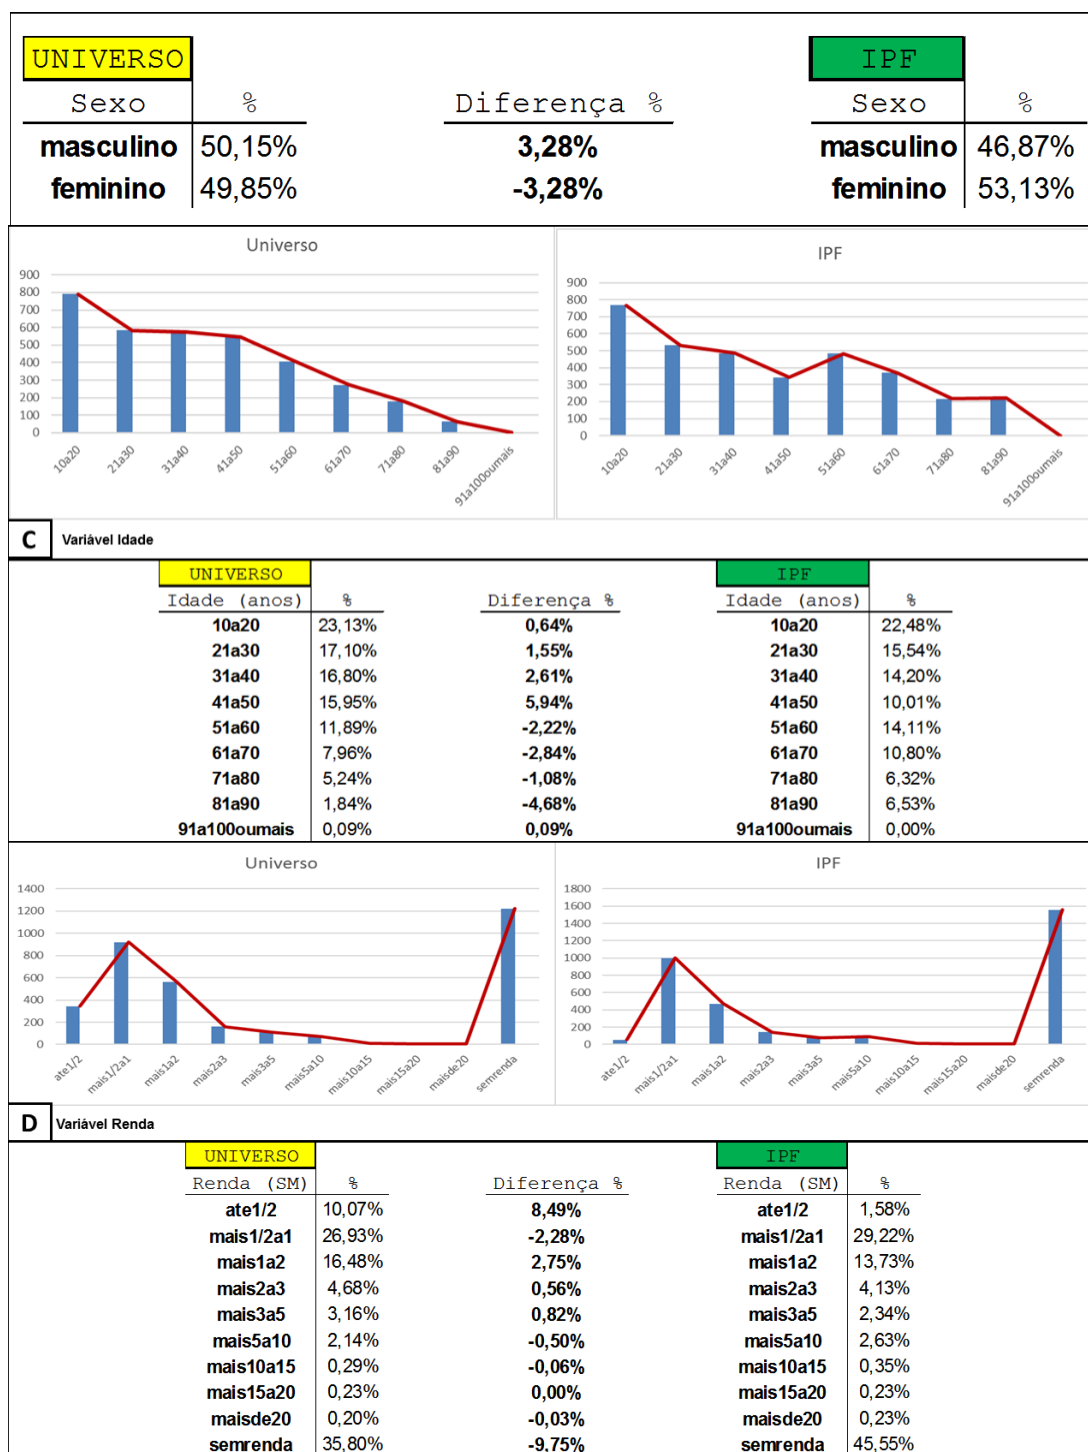 UNIVERSO IPF
Sexo % Diferença % Sexo %
masculino 50,15% 3,28% masculino 46,87%
feminino 49,85% -3,28% feminino 53,13%
Universo
900
800
700
600
500
400
300
200
100
0
10a20 21a30 31a40 41a50 51a60 61a70 71a80 81a90 91a100oumais
IPF
900
800
700
600
500
400
300
200
100
0
10a20 21a30 31a40 41a50 51a60 61a70 71a80 81a90 91a100oumais
C Variável Idade
UNIVERSO IPF
Idade (anos) % Diferença % Idade (anos) %
10a20 23,13% 0,64% 10a20 22,48%
21a30 17,10% 1,55% 21a30 15,54%
31a40 16,80% 2,61% 31a40 14,20%
41a50 15,95% 5,94% 41a50 10,01%
51a60 11,89% -2,22% 51a60 14,11%
61a70 7,96% -2,84% 61a70 10,80%
71a80 5,24% -1,08% 71a80 6,32%
81a90 1,84% -4,68% 81a90 6,53%
91a100oumais 0,09% 0,09% 91a100oumais 0,00%
Universo
1400
1200
1000
800
600
400
200
0
ate1/2 mais1/2a1 mais1a2 mais2a3 mais3a5 mais5a10 mais10a15 mais15a20 maisde20 semrenda
IPF
1800
1600
1400
1200
1000
800
600
400
200
0
ate1/2 mais1/2a1 mais1a2 mais2a3 mais3a5 mais5a10 mais10a15 mais15a20 maisde20 semrenda
D Variável Renda
UNIVERSO IPF
Renda (SM) % Diferença % Renda (SM) %
ate1/2 10,07% 8,49% ate1/2 1,58%
mais1/2a1 26,93% -2,28% mais1/2a1 29,22%
mais1a2 16,48% 2,75% mais1a2 13,73%
mais2a3 4,68% 0,56% mais2a3 4,13%
mais3a5 3,16% 0,82% mais3a5 2,34%
mais5a10 2,14% -0,50% mais5a10 2,63%
mais10a15 0,29% -0,06% mais10a15 0,35%
mais15a20 0,23% 0,00% mais15a20 0,23%
maisde20 0,20% -0,03% maisde20 0,23%
semrenda 35,80% -9,75% semrenda 45,55%